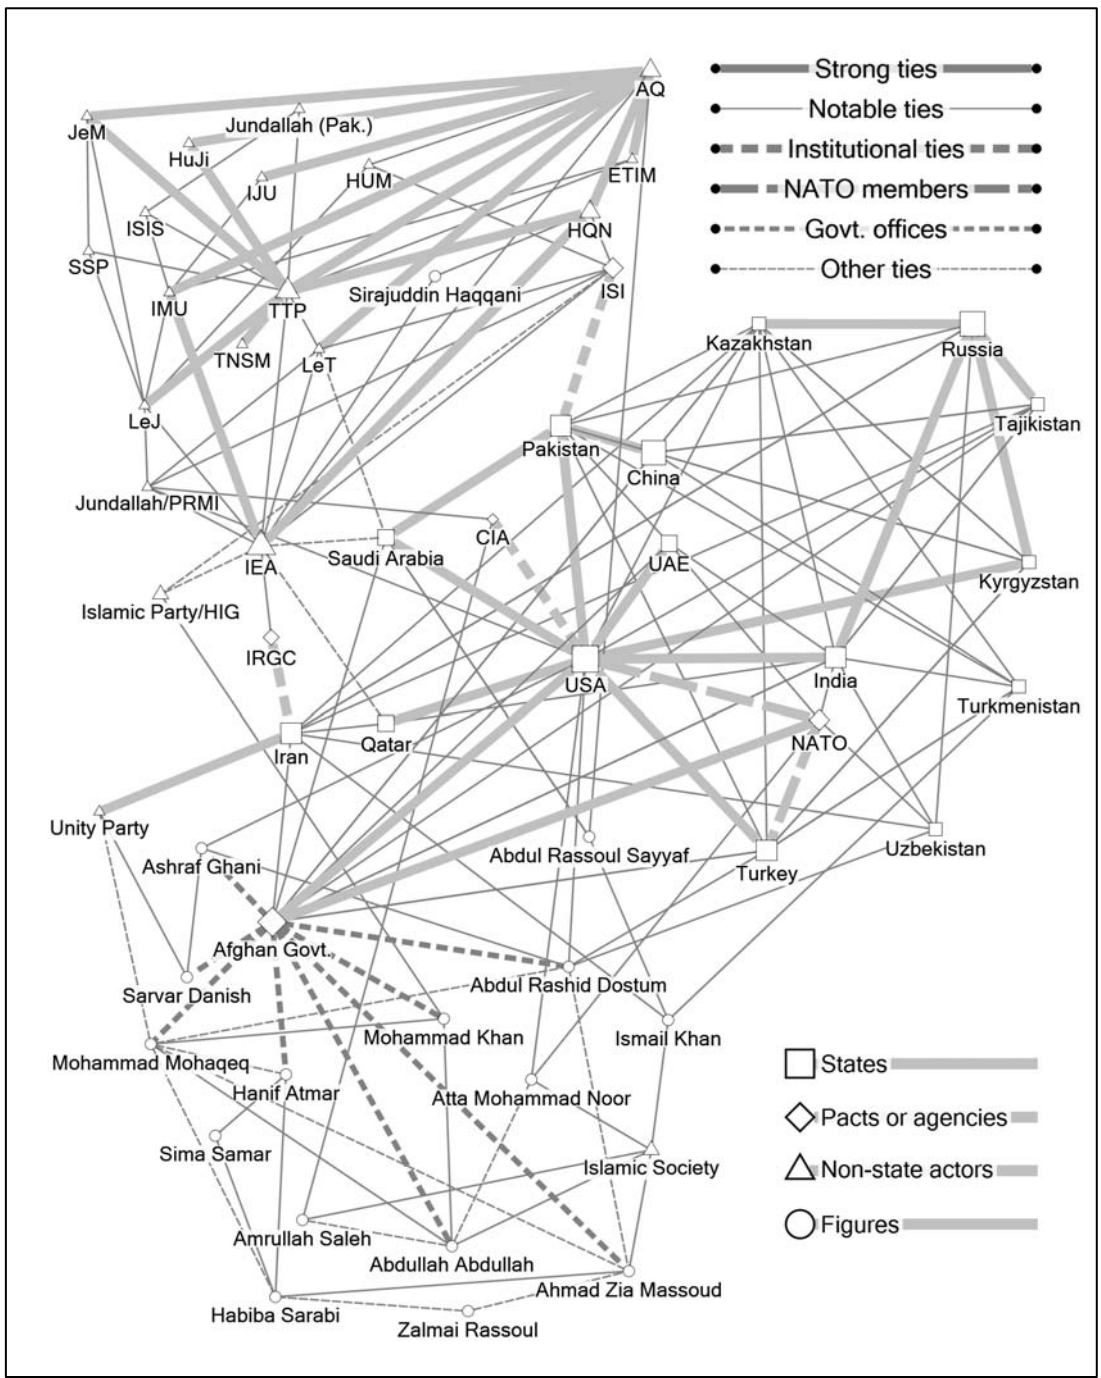 AQ
Strong ties
JeM
Jundallah (Pak.)
Notable ties
HuJi
Institutional ties
IJU
HUM
ETIM
NATO members
ISIS
HQN
Govt. offices
SSP
Sirajuddin Haqqani
ISI
Other ties
IMU
TTP
TNSM
LeT
Kazakhstan
Russia
LeJ
Tajikistan
Pakistan
China
Jundallah/PRMI
CIA
Saudi Arabia
UAE
IEA
Kyrgyzstan
Islamic Party/HIG
IRGC
USA
India
Turkmenistan
Iran
Qatar
NATO
Unity Party
Ashraf Ghani
Abdul Rassoul Sayyaf
Uzbekistan
Turkey
Afghan Govt.
Sarvar Danish
Abdul Rashid Dostum
Mohammad Khan
Ismail Khan
Mohammad Mohaqeq
States
Hanif Atmar
Atta Mohammad Noor
Pacts or agencies
Sima Samar
Islamic Society
Non-state actors
Amrullah Saleh
Figures
Abdullah Abdullah
Ahmad Zia Massoud
Habiba Sarabi
Zalmai Rassoul